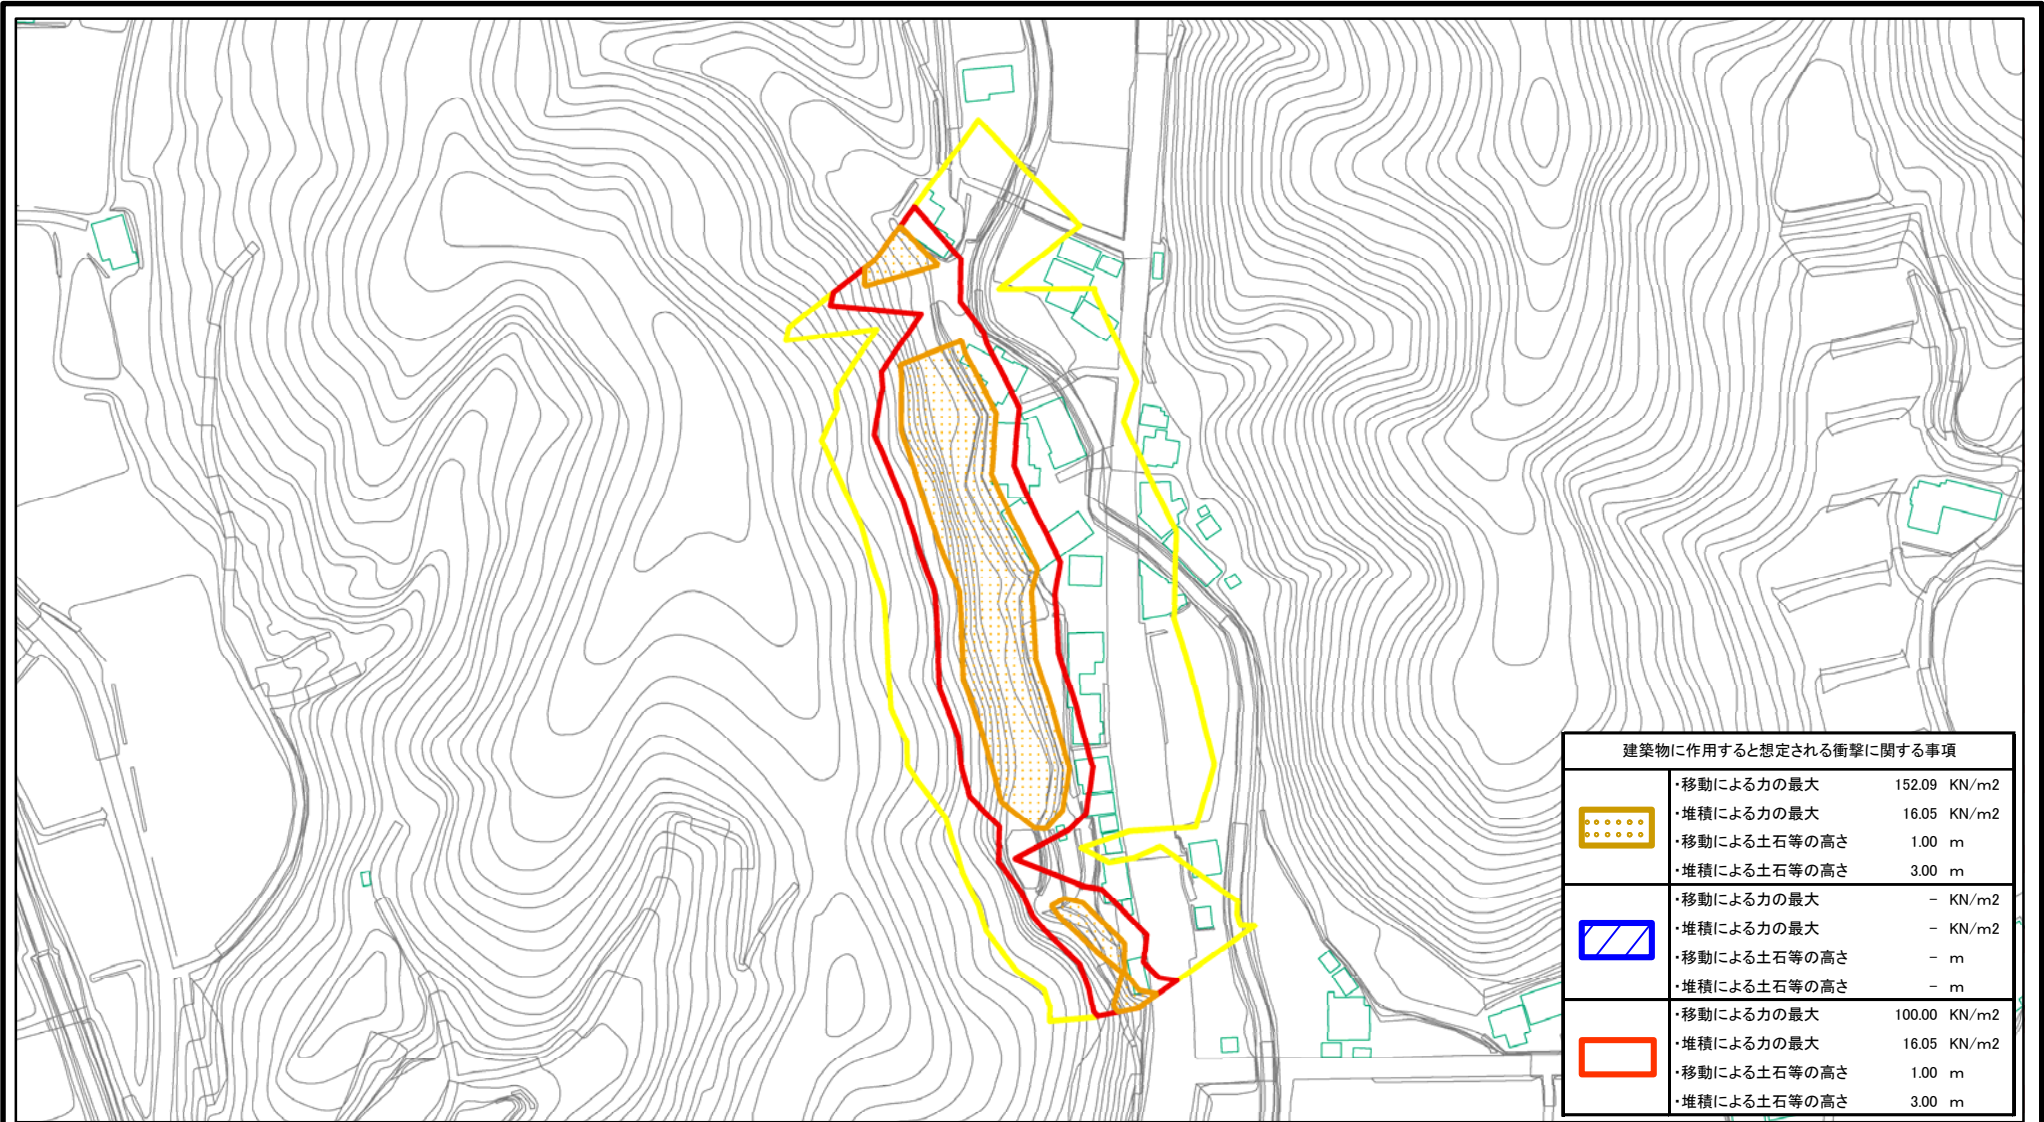 建築物に作用すると想定される衝撃に関する事項
・移動による力の最大 152.09 KN/m2
・堆積による力の最大 16.05 KN/m2
・移動による土石等の高さ 1.00 m
・堆積による土石等の高さ 3.00 m
・移動による力の最大 － KN/m2
・堆積による力の最大 － KN/m2
・移動による土石等の高さ － m
・堆積による土石等の高さ － m
・移動による力の最大 100.00 KN/m2
・堆積による力の最大 16.05 KN/m2
・移動による土石等の高さ 1.00 m
・堆積による土石等の高さ 3.00 m